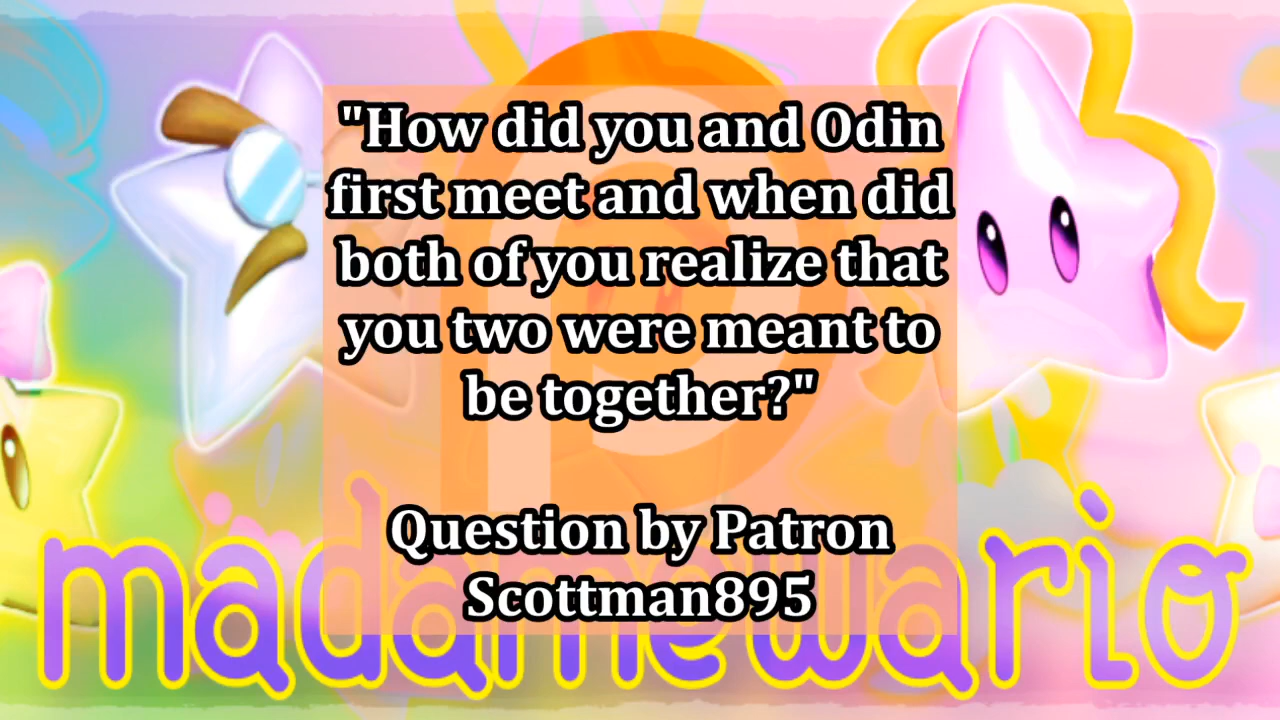 "How did you and Odin
first meet and when did
both of you realize that
you two were meant to
be together?"
Question by Patron
Scottman895
madamewario